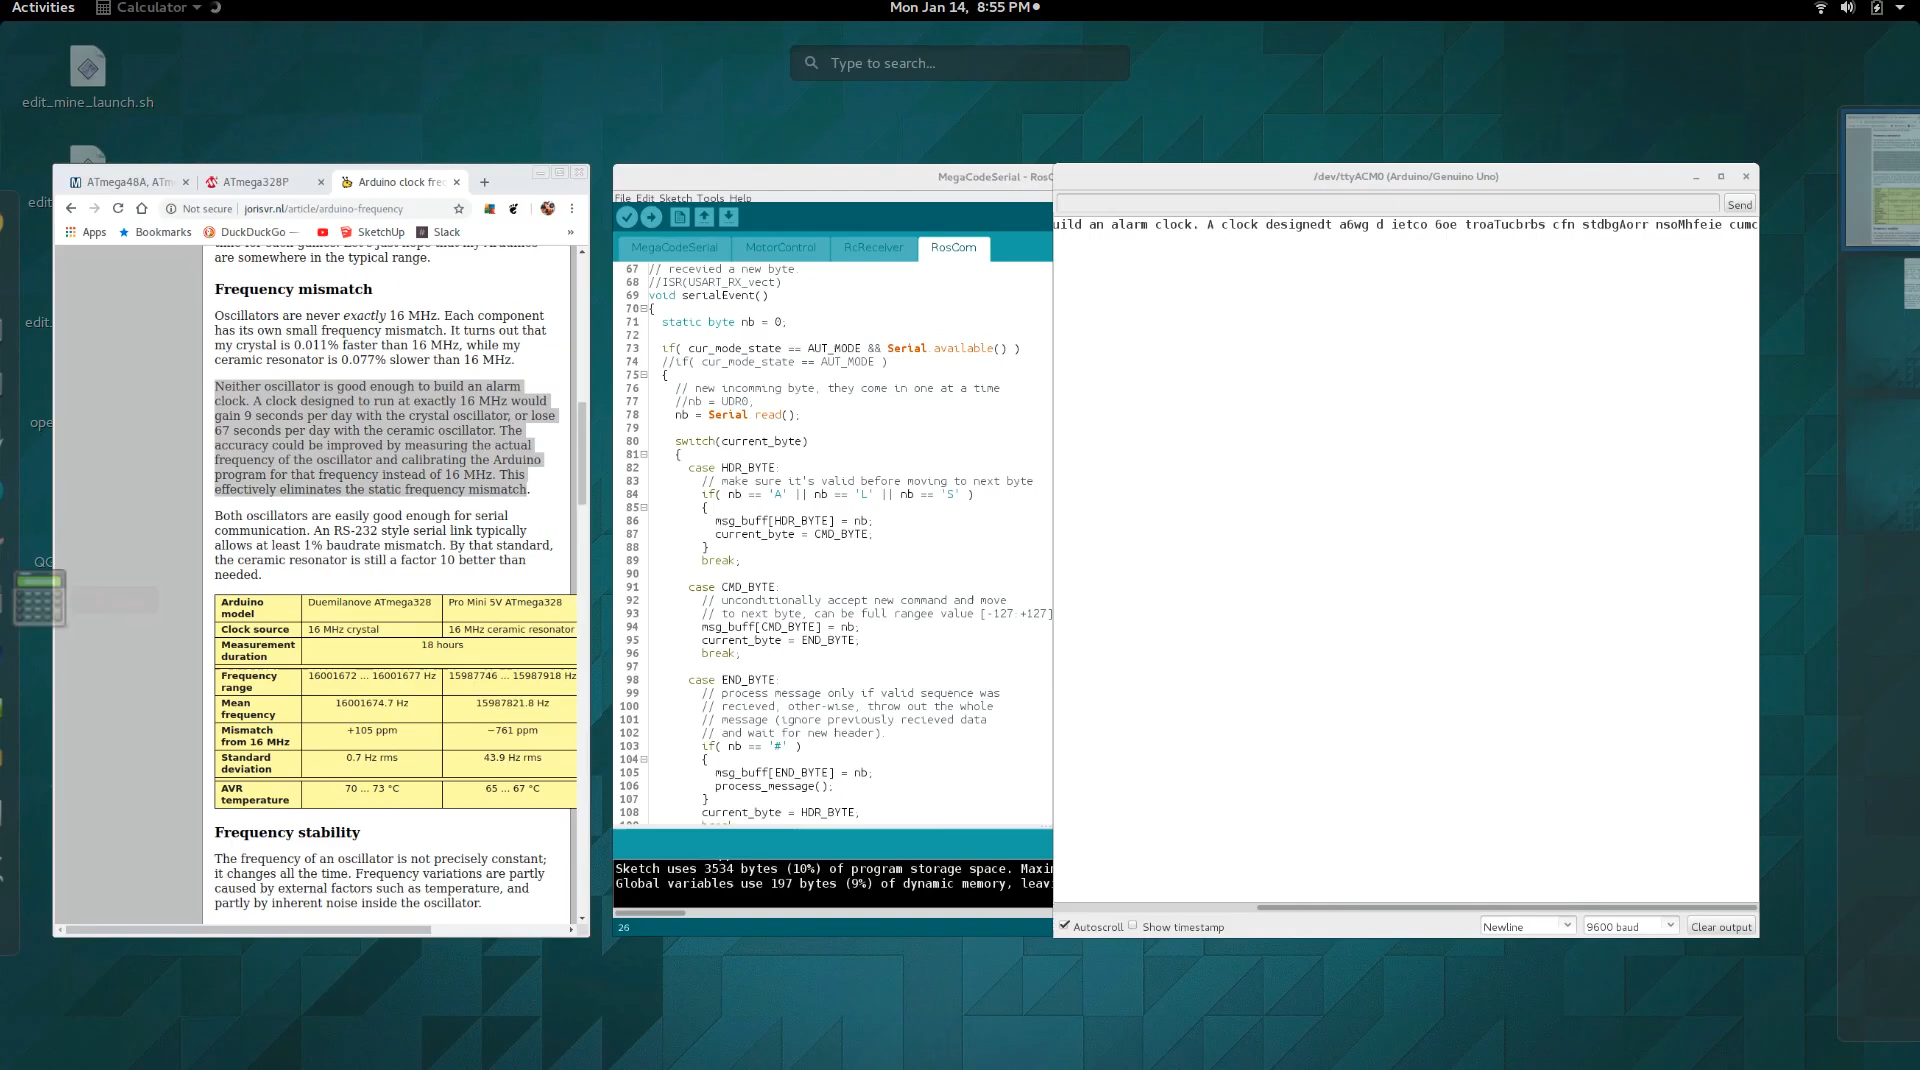 Activities
Calculator
Mon Jan 14, 8:55 PM
Type to search...
edit_mine_launch.sh
edit
edit.
ope
QG
ATmega48A, ATm
ATmega328P
Arduino clock fre
Not secure
jorisvr.nl/article/arduino-frequency
Apps
Bookmarks
DuckDuckGo —
SketchUp
Slack
»
are somewhere in the typical range.
Frequency mismatch
Oscillators are never exactly 16 MHz. Each component
has its own small frequency mismatch. It turns out that
my crystal is 0.011% faster than 16 MHz, while my
ceramic resonator is 0.077% slower than 16 MHz.
Neither oscillator is good enough to build an alarm
clock. A clock designed to run at exactly 16 MHz would
gain 9 seconds per day with the crystal oscillator, or lose
67 seconds per day with the ceramic oscillator. The
accuracy could be improved by measuring the actual
frequency of the oscillator and calibrating the Arduino
program for that frequency instead of 16 MHz. This
effectively eliminates the static frequency mismatch.
Both oscillators are easily good enough for serial
communication. An RS-232 style serial link typically
allows at least 1% baudrate mismatch. By that standard,
the ceramic resonator is still a factor 10 better than
needed.
Arduino model Duemilanove ATmega328 Pro Mini 5V ATmega328
Clock source 16 MHz crystal 16 MHz ceramic resonator
Measurement duration 18 hours
Frequency range 16001672 ... 16001677 Hz 15987746 ... 15987918 Hz
Mean frequency 16001674.7 Hz 15987821.8 Hz
Mismatch from 16 MHz +105 ppm −761 ppm
Standard deviation 0.7 Hz rms 43.9 Hz rms
AVR temperature 70 ... 73 °C 65 ... 67 °C
Frequency stability
The frequency of an oscillator is not precisely constant;
it changes all the time. Frequency variations are partly
caused by external factors such as temperature, and
partly by inherent noise inside the oscillator.
MegaCodeSerial - RosC
File Edit Sketch Tools Help
MegaCodeSerial
MotorControl
RcReceiver
RosCom
67 // recevied a new byte.
68 //ISR(USART_RX_vect)
69 void serialEvent()
70 {
71 static byte nb = 0;
72
73 if( cur_mode_state == AUT_MODE && Serial.available() )
74 //if( cur_mode_state == AUT_MODE )
75 {
76 // new incomming byte, they come in one at a time
77 //nb = UDR0;
78 nb = Serial.read();
79
80 switch(current_byte)
81 {
82 case HDR_BYTE:
83 // make sure it's valid before moving to next byte
84 if( nb == 'A' || nb == 'L' || nb == 'S' )
85 {
86 msg_buff[HDR_BYTE] = nb;
87 current_byte = CMD_BYTE;
88 }
89 break;
90
91 case CMD_BYTE:
92 // unconditionally accept new command and move
93 // to next byte, can be full rangee value [-127:+127]
94 msg_buff[CMD_BYTE] = nb;
95 current_byte = END_BYTE;
96 break;
97
98 case END_BYTE:
99 // process message only if valid sequence was
100 // recieved, other-wise, throw out the whole
101 // message (ignore previously recieved data
102 // and wait for new header).
103 if( nb == '#' )
104 {
105 msg_buff[END_BYTE] = nb;
106 process_message();
107 }
108 current_byte = HDR_BYTE;
Sketch uses 3534 bytes (10%) of program storage space. Maxim
Global variables use 197 bytes (9%) of dynamic memory, leavi
26
/dev/ttyACM0 (Arduino/Genuino Uno)
Send
uild an alarm clock. A clock designedt a6wg d ietco 6oe troaTucbrbs cfn stdbgAorr nsoMhfeie cumc
Autoscroll
Show timestamp
Newline
9600 baud
Clear output